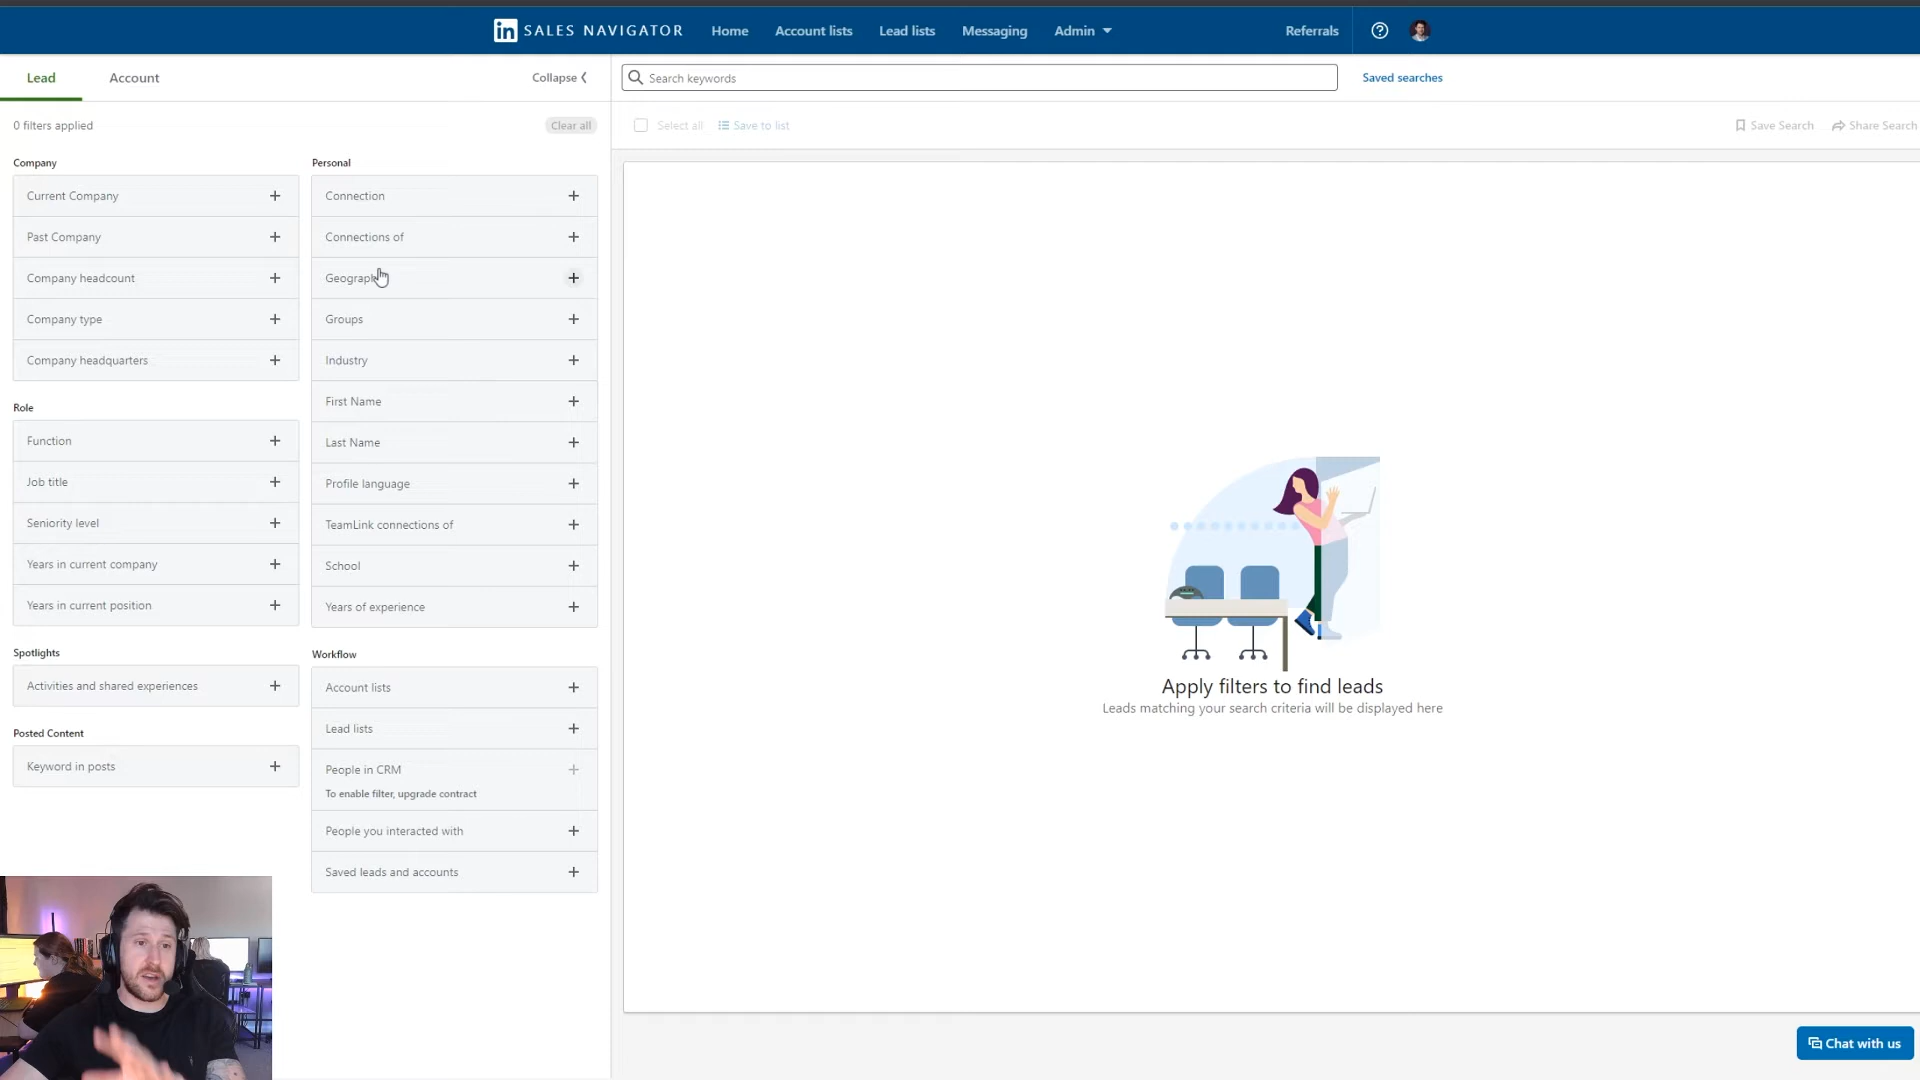 in SALES NAVIGATOR
Home
Account lists
Lead lists
Messaging
Admin
Referrals
Lead
Account
Collapse
Search keywords
Saved searches
0 filters applied
Clear all
Select all
Save to list
Save Search
Share Search
Company
Current Company
Past Company
Company headcount
Company type
Company headquarters
Role
Function
Job title
Seniority level
Years in current company
Years in current position
Spotlights
Activities and shared experiences
Posted Content
Keyword in posts
Personal
Connection
Connections of
Groups
Industry
First Name
Last Name
Profile language
TeamLink connections of
School
Years of experience
Workflow
Account lists
Lead lists
People in CRM
To enable filter, upgrade contract
People you interacted with
Saved leads and accounts
Apply filters to find leads
Leads matching your search criteria will be displayed here
Chat with us